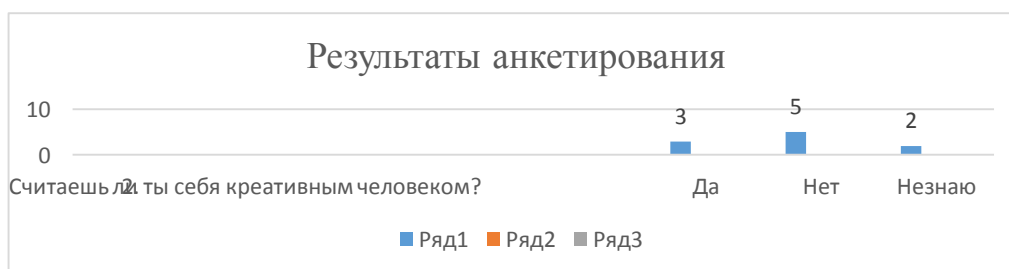 Результаты анкетирования
10
0
3
5
2
Считаешь ли ты себя креативным человеком?
2
Да
Нет
Незнаю
Ряд1 Ряд2 Ряд3